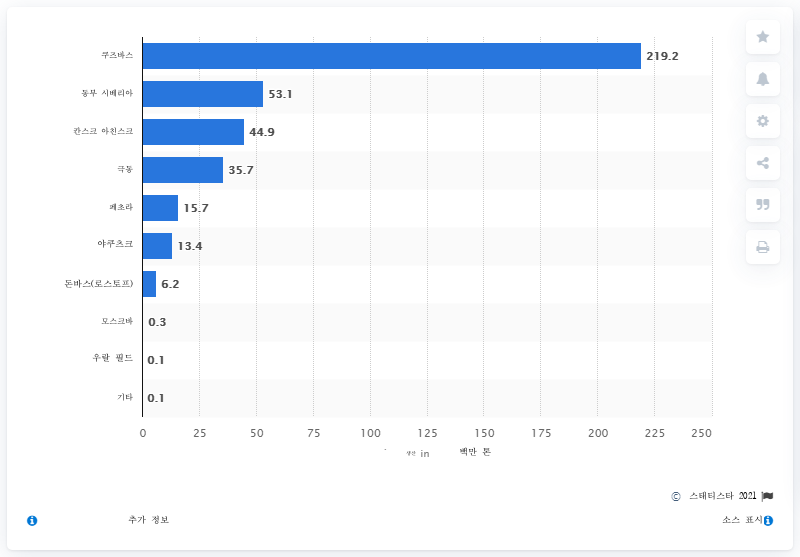 쿠즈바스
219.2
동부 시베리아
53.1
칸스크 아친스크
44.9
극동
35.7
페초라
15.7
야쿠츠크
13.4
돈바스(로스토프)
6.2
모스크바
0.3
우랄 필드
0.1
기타
0.1
0 25 50 75 100 125 150 175 200 225 250
생산 in 백만 톤
© 스태티스타 2021
추가 정보
소스 표시